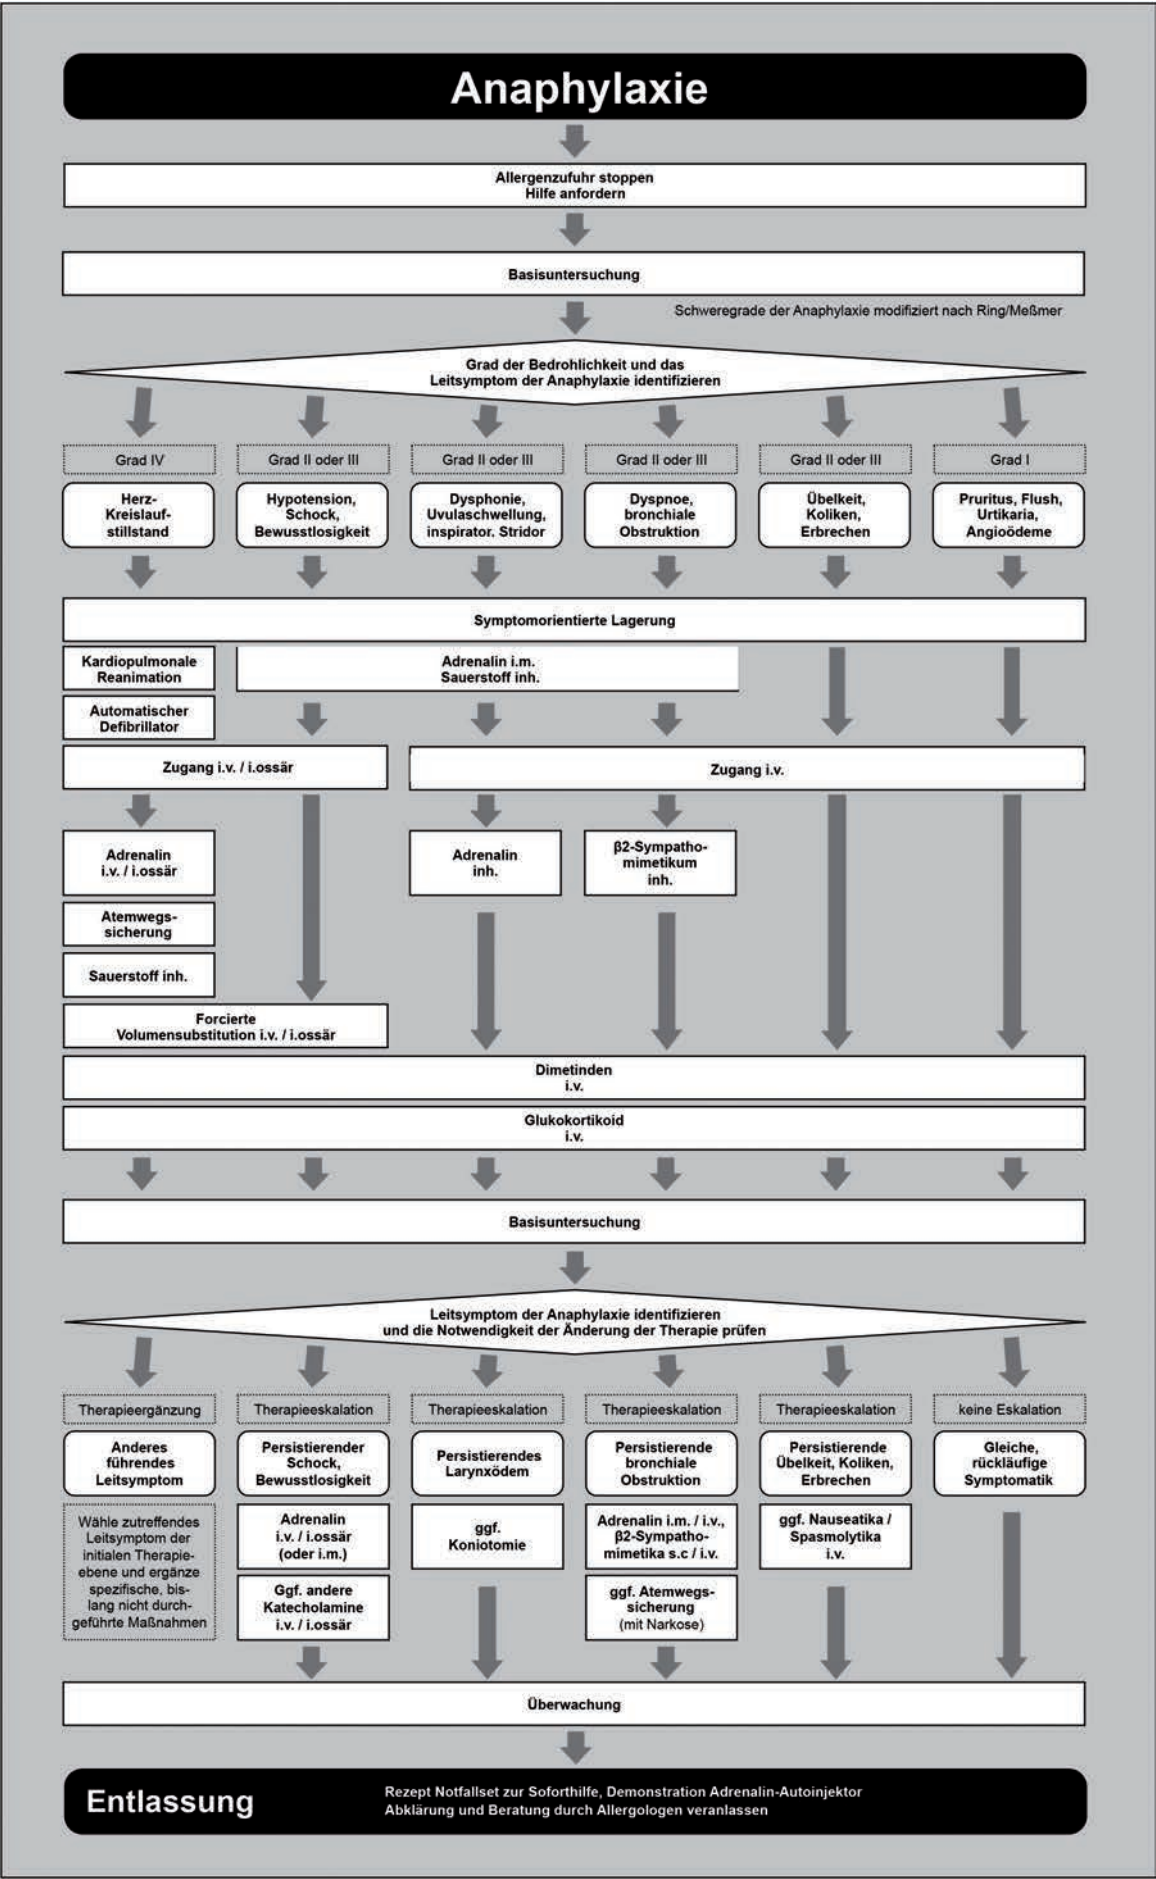 Anaphylaxie
Allergenzufuhr stoppen
Hilfe anfordern
Basisuntersuchung
Schweregrade der Anaphylaxie modifiziert nach Ring/Meßmer
Grad der Bedrohlichkeit und das
Leitsymptom der Anaphylaxie identifizieren
Grad IV
Grad II oder III
Grad II oder III
Grad II oder III
Grad II oder III
Grad I
Herz-
Kreislauf-
stillstand
Hypotension,
Schock,
Bewusstlosigkeit
Dysphonie,
Uvulaschwellung,
inspirator. Stridor
Dyspnoe,
bronchiale
Obstruktion
Übelkeit,
Koliken,
Erbrechen
Pruritus, Flush,
Urtikaria,
Angioödeme
Symptomorientierte Lagerung
Kardiopulmonale
Reanimation
Adrenalin i.m.
Sauerstoff inh.
Automatischer
Defibrillator
Zugang i.v. / i.ossär
Zugang i.v.
Adrenalin
i.v. / i.ossär
Adrenalin
inh.
β2-Sympatho-
mimetikum
inh.
Atemwegs-
sicherung
Sauerstoff inh.
Forcierte
Volumensubstitution i.v. / i.ossär
Dimetinden
i.v.
Glukokortikoid
i.v.
Basisuntersuchung
Leitsymptom der Anaphylaxie identifizieren
und die Notwendigkeit der Änderung der Therapie prüfen
Therapieergänzung
Therapieeskalation
Therapieeskalation
Therapieeskalation
Therapieeskalation
keine Eskalation
Anderes
führendes
Leitsymptom
Persistierender
Schock,
Bewusstlosigkeit
Persistierendes
Larynxödem
Persistierende
bronchiale
Obstruktion
Persistierende
Übelkeit, Koliken,
Erbrechen
Gleiche,
rückläufige
Symptomatik
Wähle zutreffendes
Leitsymptom der
initialen Therapie-
ebene und ergänze
spezifische, bis-
lang nicht durch-
geführte Maßnahmen
Adrenalin
i.v. / i.ossär
(oder i.m.)
ggf.
Koniotomie
Adrenalin i.m. / i.v.,
β2-Sympatho-
mimetika s.c / i.v.
ggf. Nauseatika /
Spasmolytika
i.v.
Ggf. andere
Katecholamine
i.v. / i.ossär
ggf. Atemwegs-
sicherung
(mit Narkose)
Überwachung
Entlassung
Rezept Notfallset zur Soforthilfe, Demonstration Adrenalin-Autoinjektor
Abklärung und Beratung durch Allergologen veranlassen